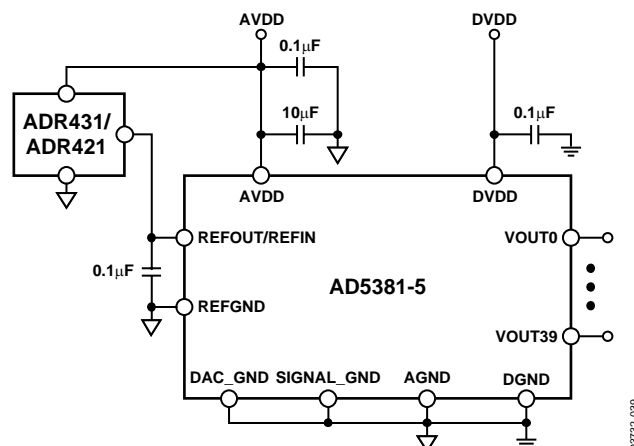 AVDD
DVDD
0.1μF
10μF
0.1μF
ADR431/
ADR421
AVDD
DVDD
REFOUT/REFIN
VOUT0
0.1μF
AD5381-5
REFGND
VOUT39
DAC_GND
SIGNAL_GND
AGND
DGND